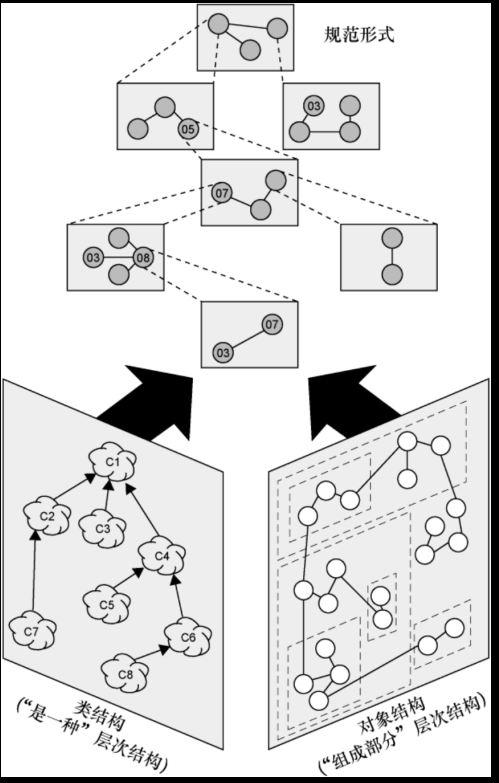 规范形式
03
05
07
03
08
07
03
C1
C2
C3
C4
C5
C6
C7
C8
类结构
(“是一种”层次结构)
对象结构
(“组成部分”层次结构)